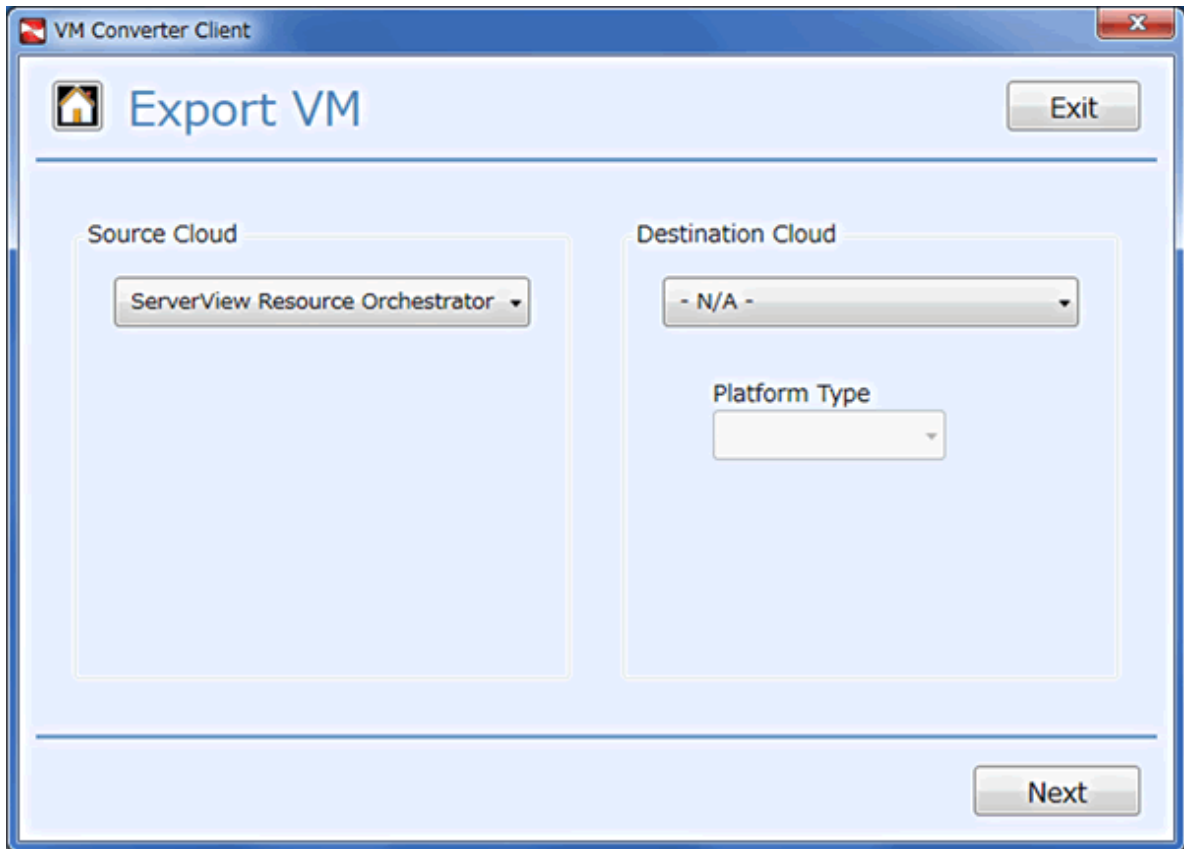 VM Converter Client
Export VM
Exit
Source Cloud
ServerView Resource Orchestrator
Destination Cloud
- N/A -
Platform Type
Next